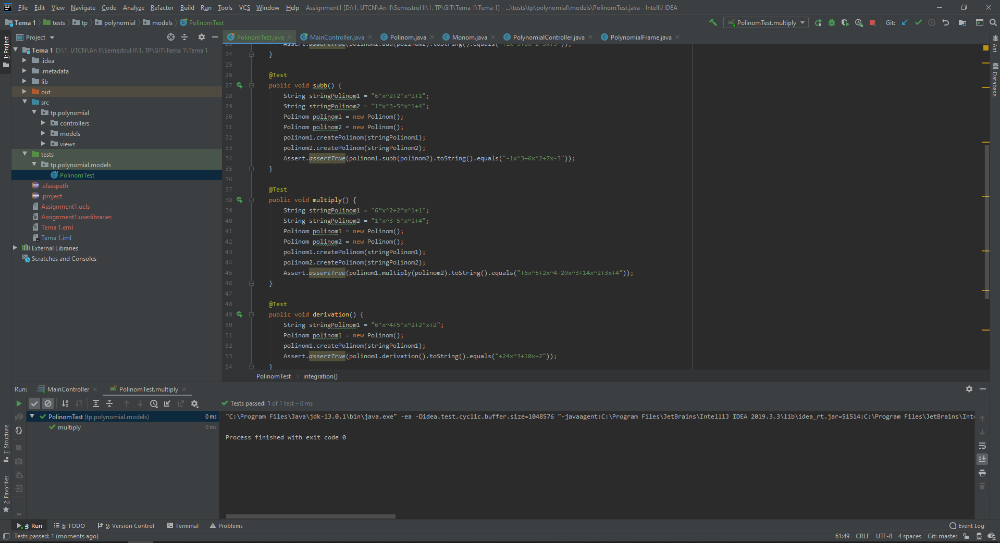 File Edit View Navigate Code Analyze Refactor Build Run Tools VCS Window Help Assignment1 [D:\1. UTCN\An II\Semestrul II\1. TP\GIT\Tema 1\Tema 1] - ...\tests\tp\polynomial\models\PolinomTest.java - IntelliJ IDEA
Tema 1 tests tp polynomial models PolinomTest PolinomTest.multiply Git:
Project PolinomTest.java MainController.java Polinom.java Monom.java PolynomialController.java PolynomialFrame.java
1: Project
Ant
Database
Tema 1 D:\1. UTCN\An II\Semestrul II\1. TP\GIT\Tema 1\Tema 1
.idea
.metadata
lib
out
src
tp.polynomial
controllers
models
views
tests
tp.polynomial.models
PolinomTest
.classpath
.project
Assignment1.ucls
Assignment1.userlibraries
Tema 1.eml
Tema 1.iml
External Libraries
Scratches and Consoles
24 }
25
26 @Test
27 public void subb() {
28 String stringPolinom1 = "6*x^2+2*x^1+1";
29 String stringPolinom2 = "1*x^3-5*x^1+4";
30 Polinom polinom1 = new Polinom();
31 Polinom polinom2 = new Polinom();
32 polinom1.createPolinom(stringPolinom1);
33 polinom2.createPolinom(stringPolinom2);
34 Assert.assertTrue(polinom1.subb(polinom2).toString().equals("-1x^3+6x^2+7x-3"));
35 }
36
37 @Test
38 public void multiply() {
39 String stringPolinom1 = "6*x^2+2*x^1+1";
40 String stringPolinom2 = "1*x^3-5*x^1+4";
41 Polinom polinom1 = new Polinom();
42 Polinom polinom2 = new Polinom();
43 polinom1.createPolinom(stringPolinom1);
44 polinom2.createPolinom(stringPolinom2);
45 Assert.assertTrue(polinom1.multiply(polinom2).toString().equals("+6x^5+2x^4-29x^3+14x^2+3x+4"));
46 }
47
48 @Test
49 public void derivation() {
50 String stringPolinom1 = "6*x^4+5*x^2+2*x+2";
51 Polinom polinom1 = new Polinom();
52 polinom1.createPolinom(stringPolinom1);
53 Assert.assertTrue(polinom1.derivation().toString().equals("+24x^3+10x+2"));
54 }
PolinomTest integration()
Run: MainController PolinomTest.multiply
Tests passed: 1 of 1 test – 0 ms
PolinomTest (tp.polynomial.models) 0 ms
multiply 0 ms
"C:\Program Files\Java\jdk-13.0.1\bin\java.exe" -ea -Didea.test.cyclic.buffer.size=1048576 "-javaagent:C:\Program Files\JetBrains\IntelliJ IDEA 2019.3.3\lib\idea_rt.jar=51514:C:\Program Files\JetBrains\Inte
Process finished with exit code 0
7: Structure
2: Favorites
4: Run 6: TODO 9: Version Control Terminal Problems Event Log
Tests passed: 1 (moments ago) 61:49 CRLF UTF-8 4 spaces Git: master